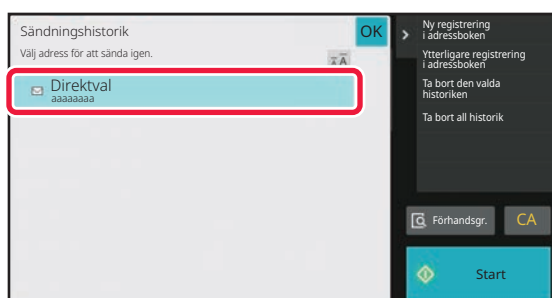 Sändningshistorik
OK
Välj adress för att sända igen.
Direktval
aaaaaaaa
Ny registrering
i adressboken
Ytterligare registrering
i adressboken
Ta bort den valda
historiken
Ta bort all historik
Förhandsgr.
CA
Start